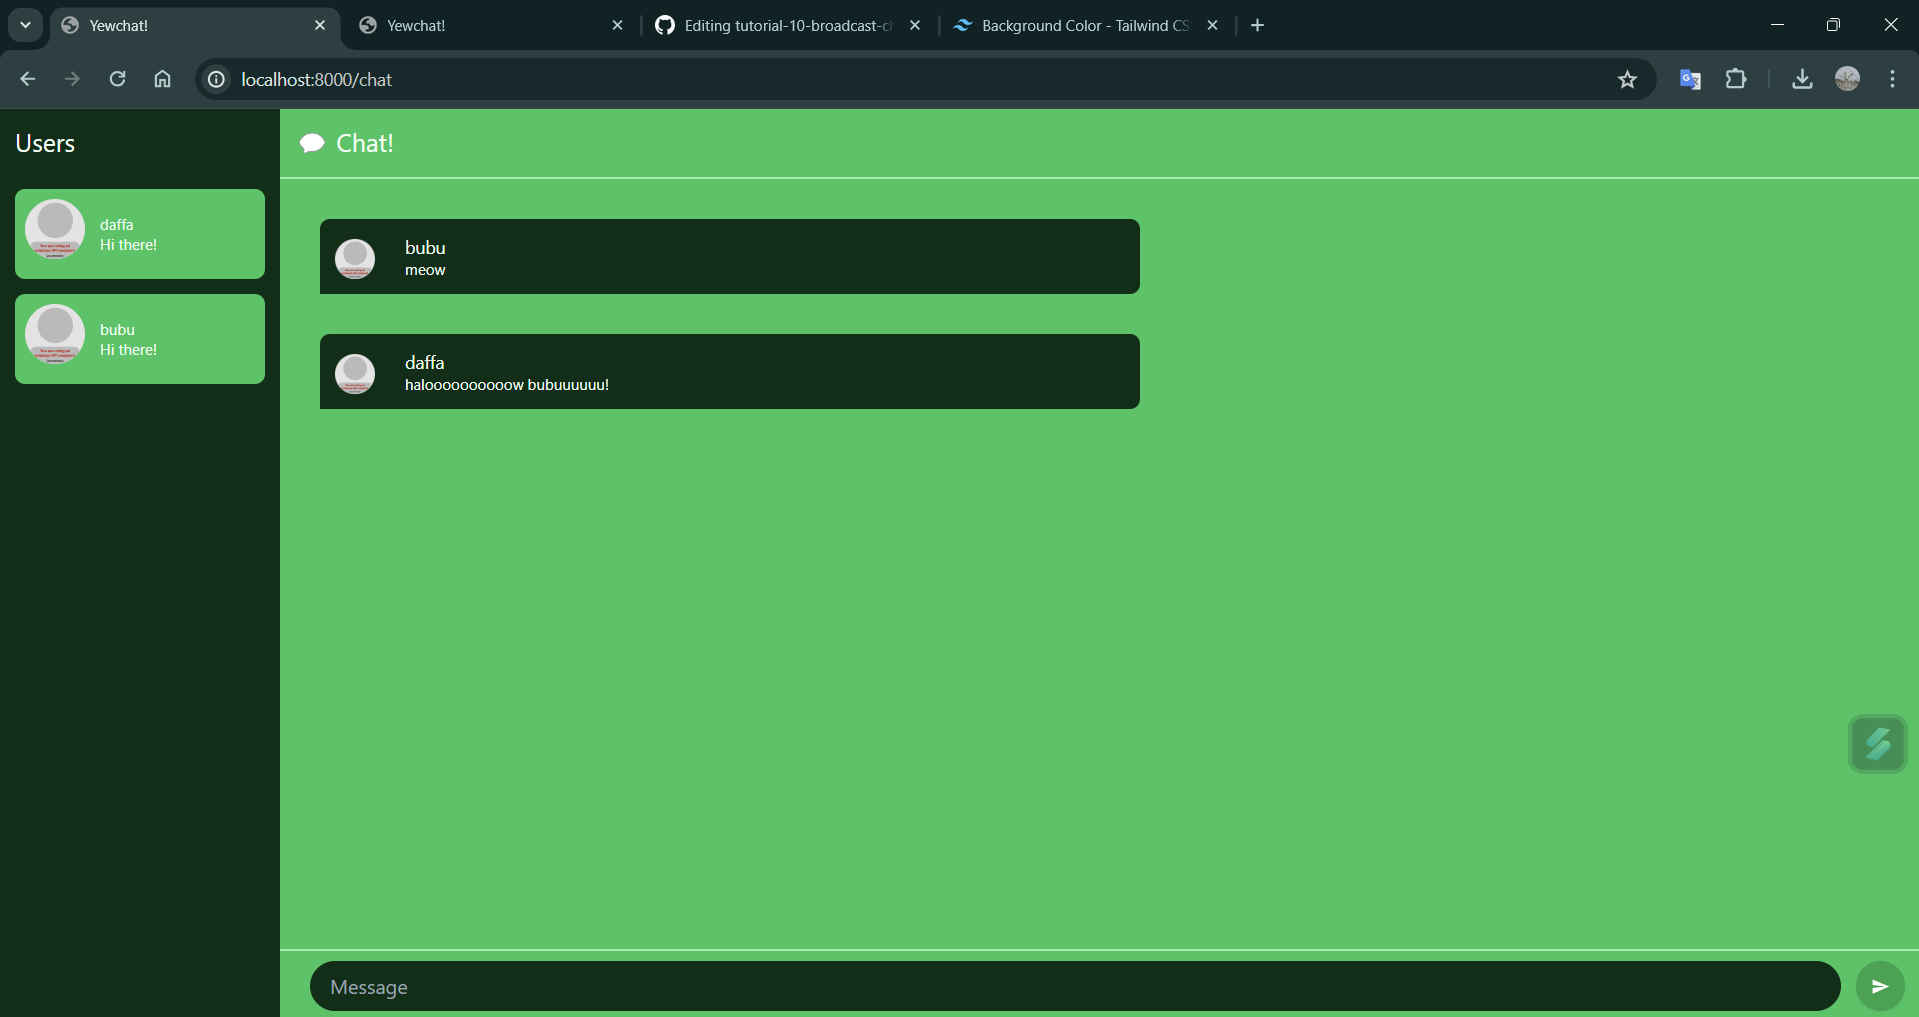 Yewchat!
Yewchat!
Editing tutorial-10-broadcast-c
Background Color - Tailwind CS
localhost:8000/chat
Users
Chat!
daffa
Hi there!
bubu
Hi there!
bubu
meow
daffa
haloooooooooow bubuuuuuu!
Message